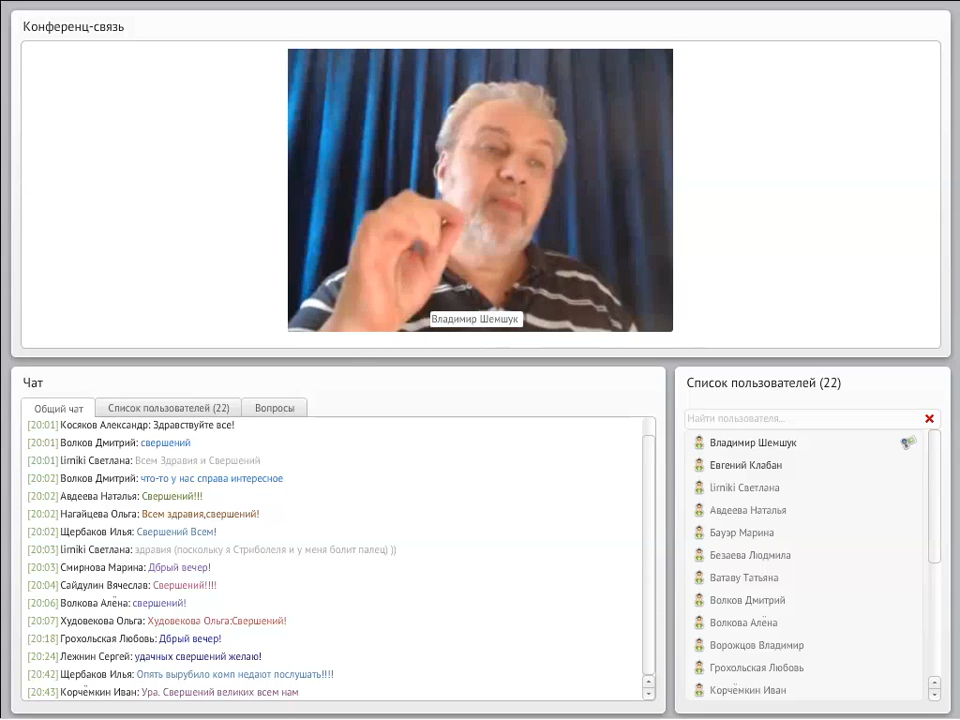 Конференц-связь
Владимир Шемшук
Чат
Общий чат
Список пользователей (22)
Вопросы
[20:01] Косяков Александр: Здравствуйте все!
[20:01] Волков Дмитрий: свершений
[20:01] lirniki Светлана: Всем Здравия и Свершений
[20:02] Волков Дмитрий: что-то у нас справа интересное
[20:02] Авдеева Наталья: Свершений!!!
[20:02] Нагайцева Ольга: Всем здравия,свершений!
[20:02] Щербаков Илья: Свершений Всем!
[20:03] lirniki Светлана: здравия (поскольку я Стриболеля и у меня болит палец) ))
[20:03] Смирнова Марина: Дбрый вечер!
[20:04] Сайдулин Вячеслав: Свершений!!!!
[20:06] Волкова Алёна: свершений!
[20:07] Худовекова Ольга: Худовекова Ольга:Свершений!
[20:18] Грохольская Любовь: Дбрый вечер!
[20:24] Лежнин Сергей: удачных свершений желаю!
[20:42] Щербаков Илья: Опять вырубило комп недают послушать!!!!
[20:43] Корчёмкин Иван: Ура. Свершений великих всем нам
Список пользователей (22)
Найти пользователя...
Владимир Шемшук
Евгений Клабан
lirniki Светлана
Авдеева Наталья
Бауэр Марина
Безаева Людмила
Ватаву Татьяна
Волков Дмитрий
Волкова Алёна
Ворожцов Владимир
Грохольская Любовь
Корчёмкин Иван